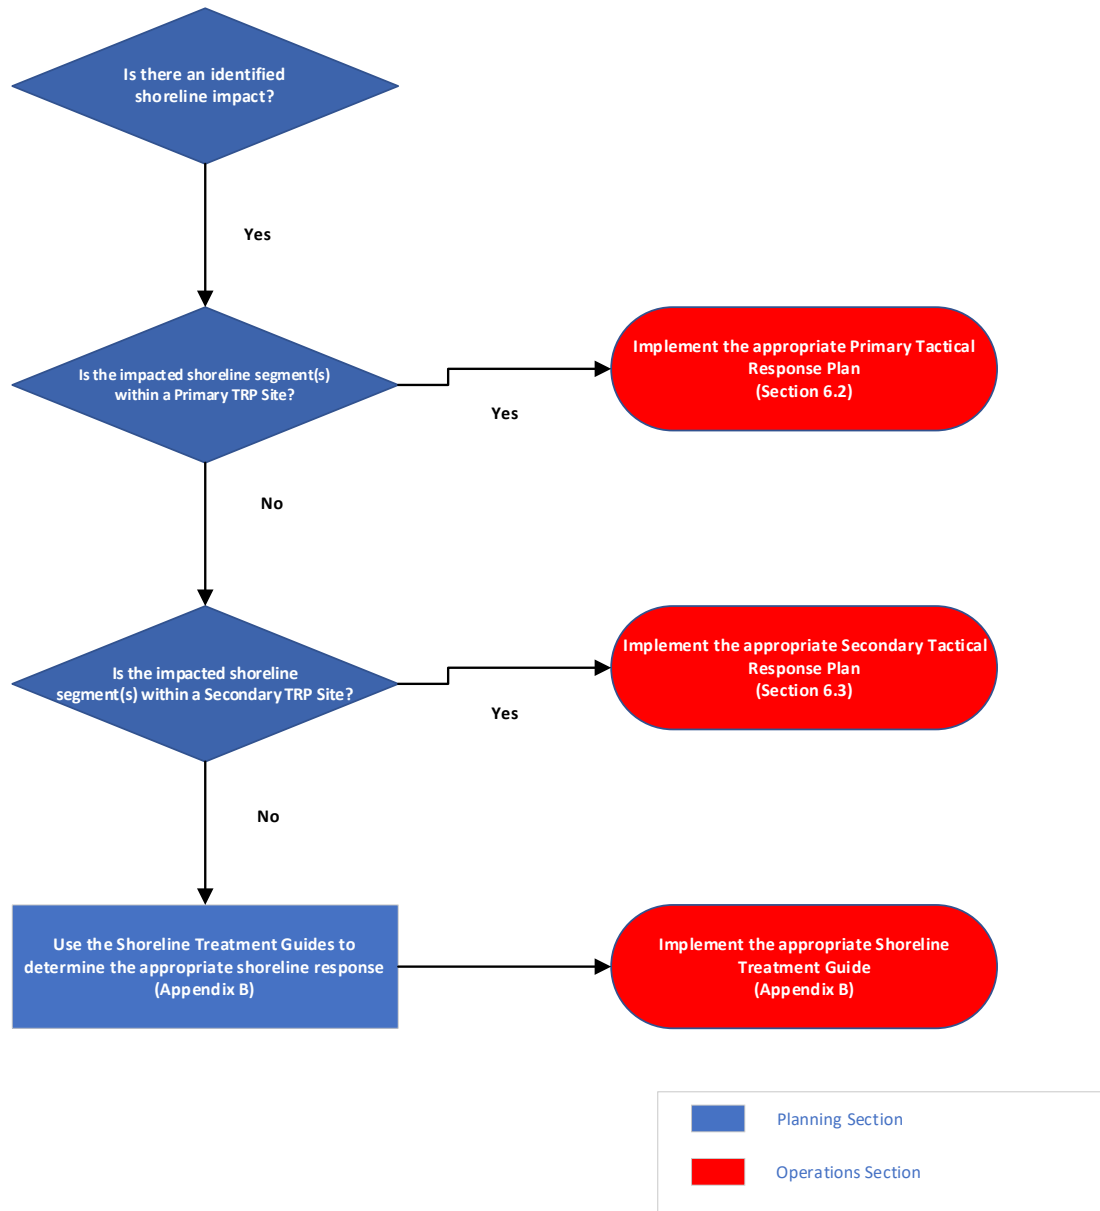 Is there an identified
shoreline impact?
Yes
Is the impacted shoreline segment(s)
within a Primary TRP Site?
Yes
Implement the appropriate Primary Tactical
Response Plan
(Section 6.2)
No
Is the impacted shoreline
segment(s) within a Secondary TRP Site?
Yes
Implement the appropriate Secondary Tactical
Response Plan
(Section 6.3)
No
Use the Shoreline Treatment Guides to
determine the appropriate shoreline response
(Appendix B)
Implement the appropriate Shoreline
Treatment Guide
(Appendix B)
Planning Section
Operations Section